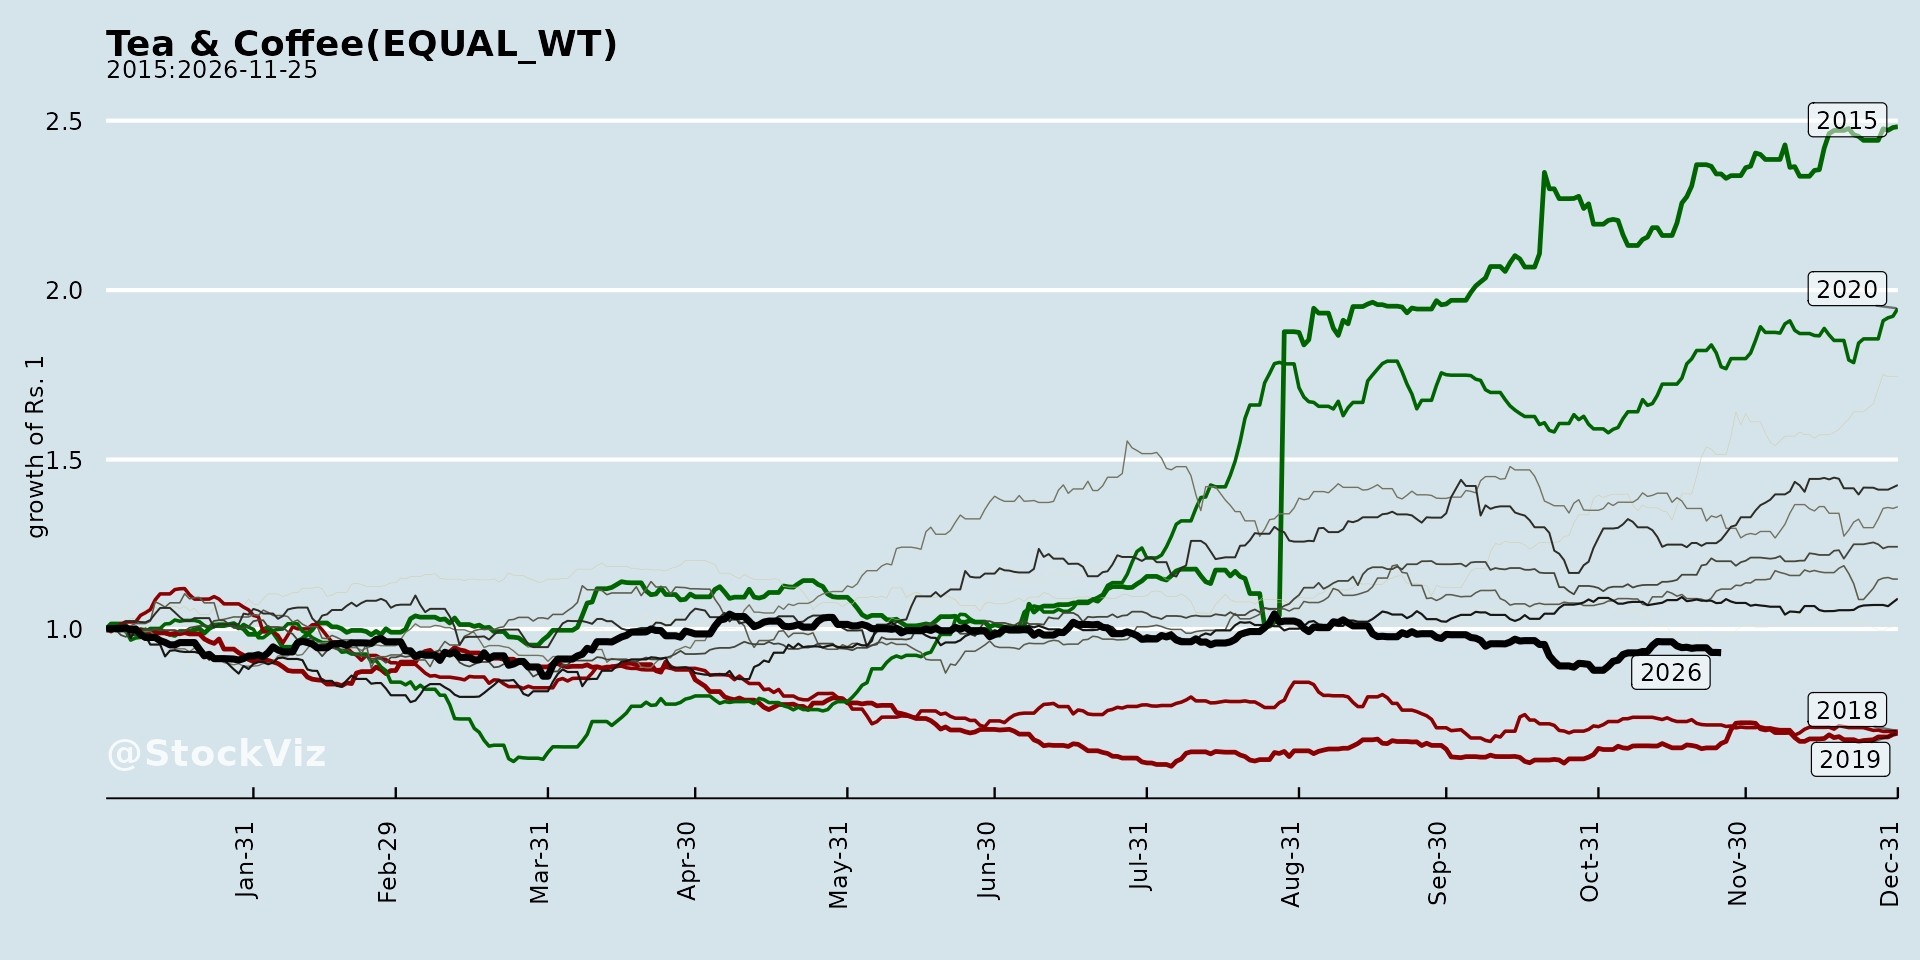 Tea & Coffee(EQUAL_WT)
2015:2026-11-25
growth of Rs. 1
2.5
2.0
1.5
1.0
2015
2020
2026
2018
2019
@StockViz
Jan-31
Feb-29
Mar-31
Apr-30
May-31
Jun-30
Jul-31
Aug-31
Sep-30
Oct-31
Nov-30
Dec-31